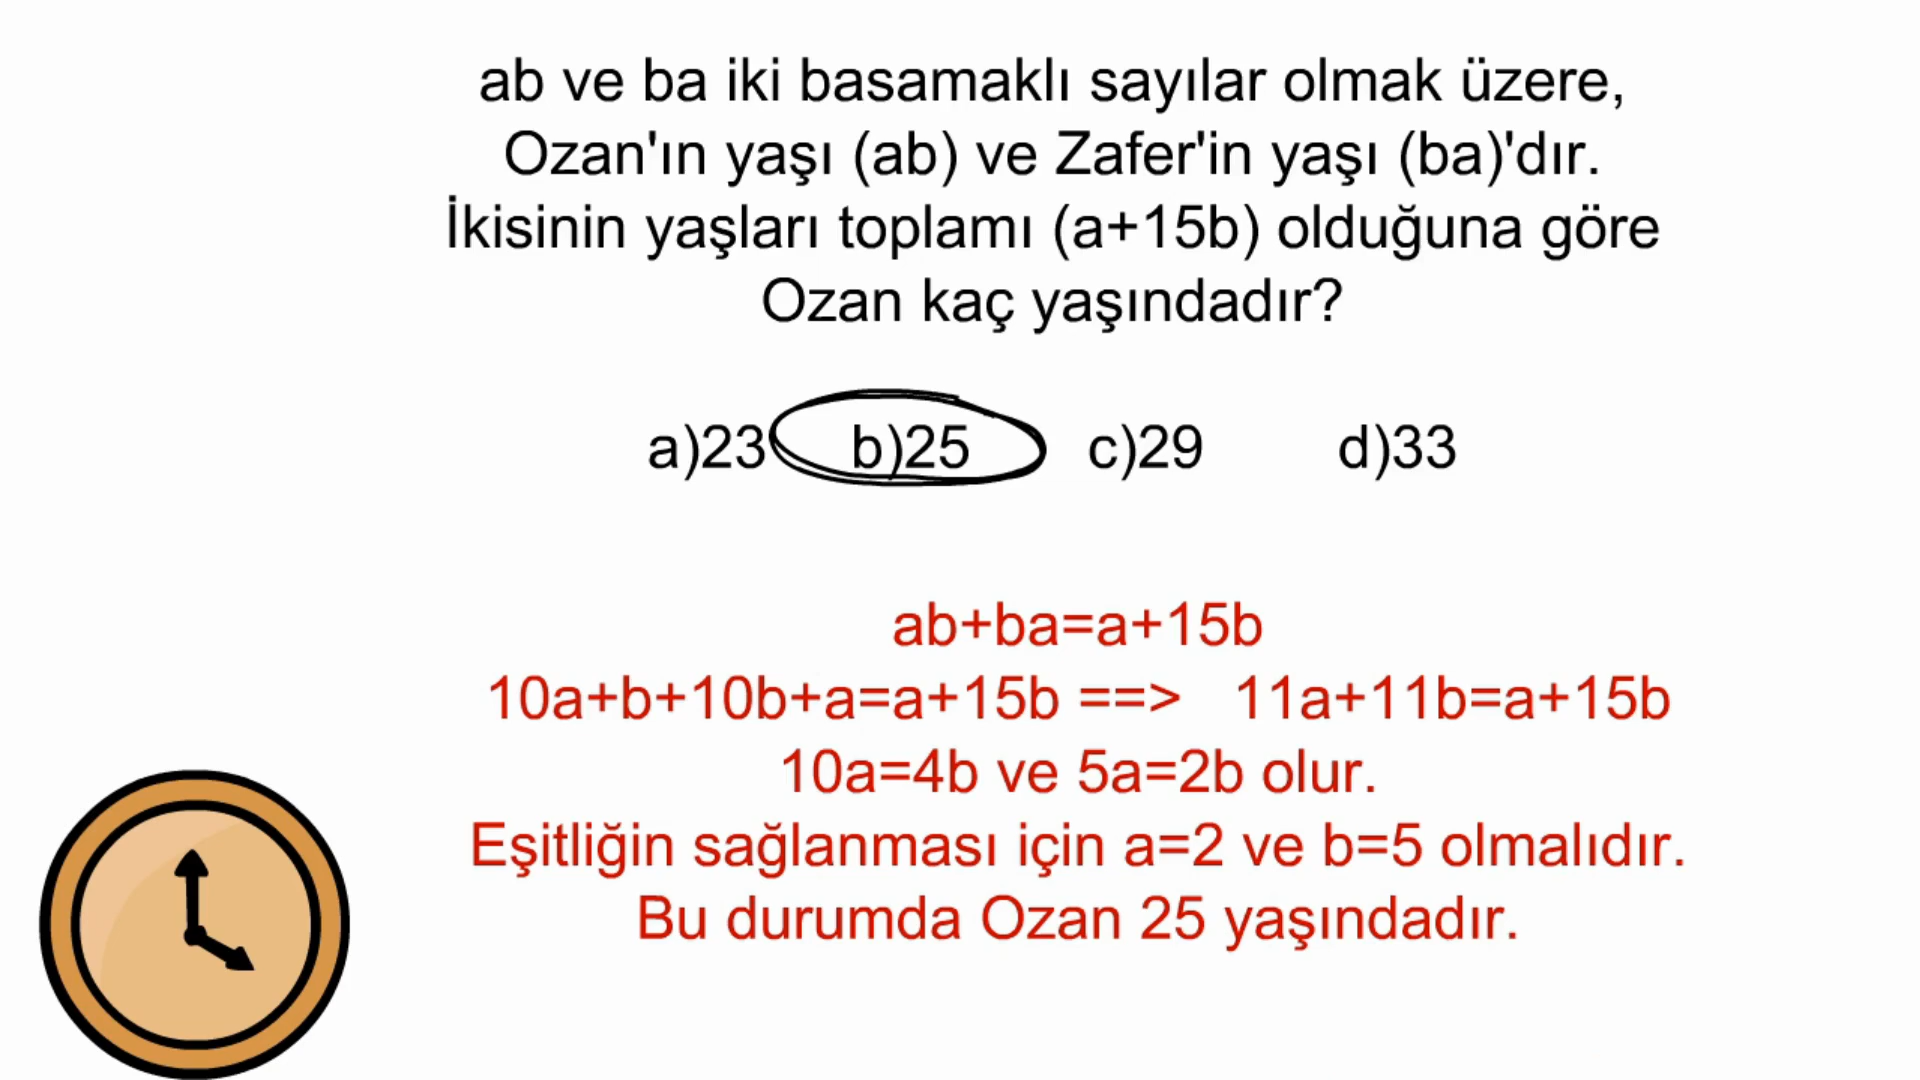 ab ve ba iki basamaklı sayılar olmak üzere,
Ozan'ın yaşı (ab) ve Zafer'in yaşı (ba)'dır.
İkisinin yaşları toplamı (a+15b) olduğuna göre
Ozan kaç yaşındadır?
a)23 b)25 c)29 d)33
ab+ba=a+15b
10a+b+10b+a=a+15b ==> 11a+11b=a+15b
10a=4b ve 5a=2b olur.
Eşitliğin sağlanması için a=2 ve b=5 olmalıdır.
Bu durumda Ozan 25 yaşındadır.